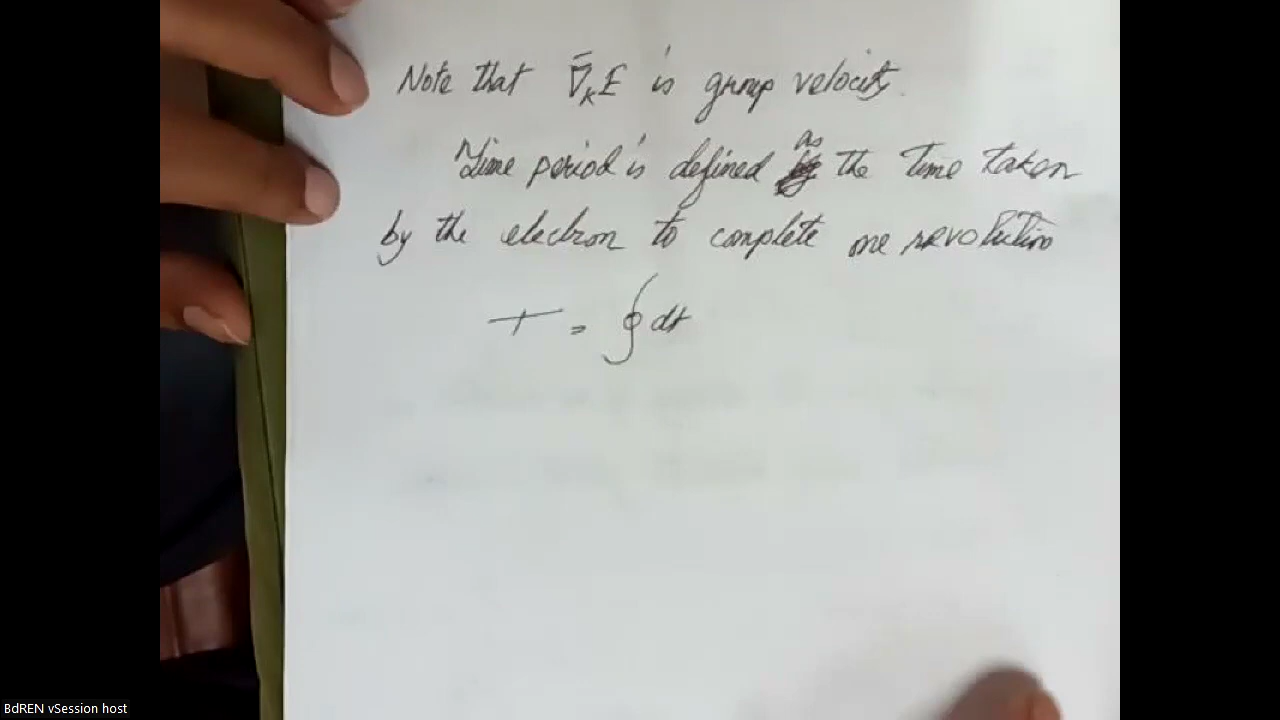 Note that ∇̄ₖE is group velocity.
Time period is defined as the time taken
by the electron to complete one revolution
T = ∮ dt
BdREN vSession host